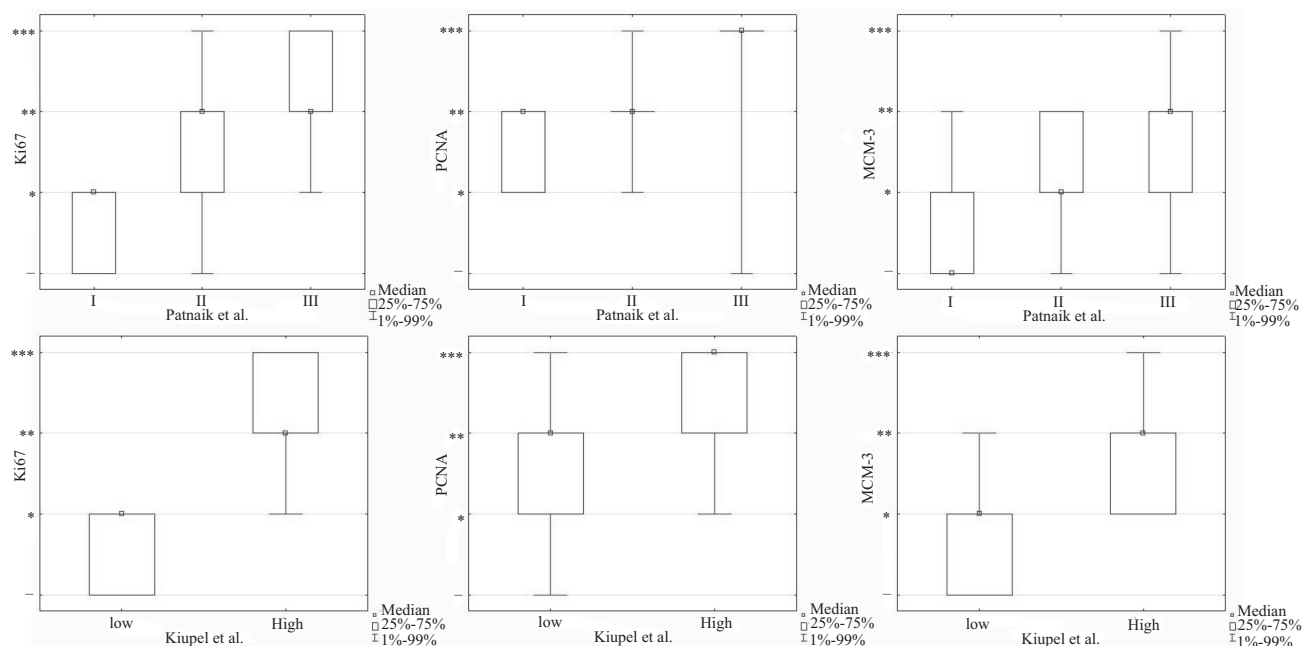 ***
**
*
–
Ki67
I II III
Patnaik et al.
Median
25%-75%
1%-99%
***
**
*
–
PCNA
I II III
Patnaik et al.
Median
25%-75%
1%-99%
***
**
*
–
MCM-3
I II III
Patnaik et al.
Median
25%-75%
1%-99%
***
**
*
–
Ki67
low High
Kiupel et al.
Median
25%-75%
1%-99%
***
**
*
–
PCNA
low High
Kiupel et al.
Median
25%-75%
1%-99%
***
**
*
–
MCM-3
low High
Kiupel et al.
Median
25%-75%
1%-99%